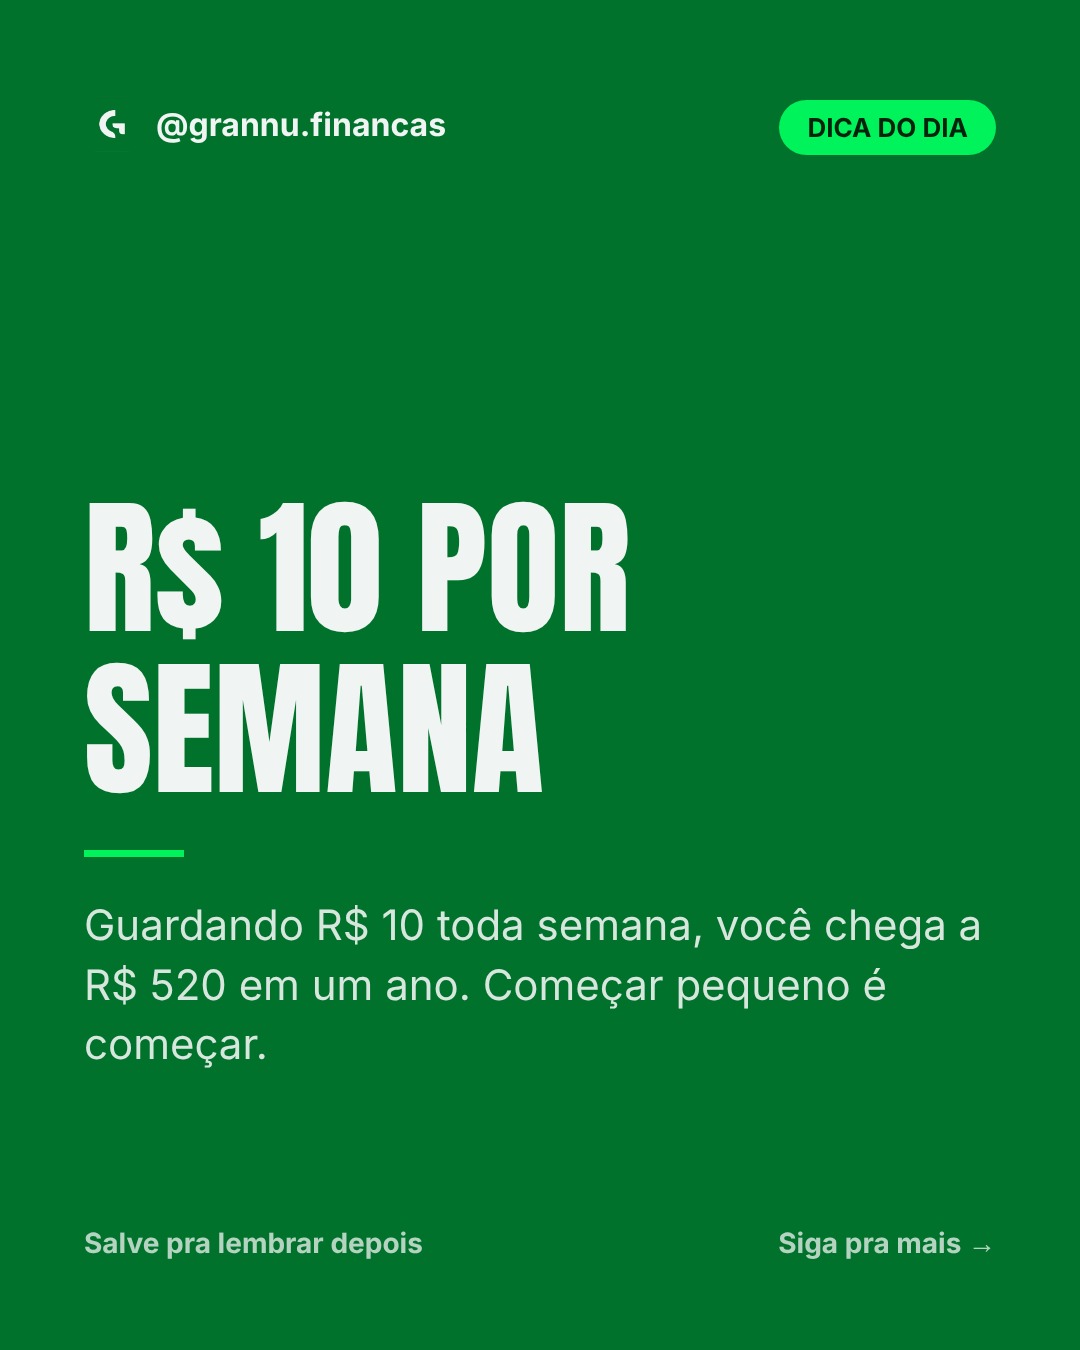 @grannu.financas
DICA DO DIA
R$ 10 POR
SEMANA
Guardando R$ 10 toda semana, você chega a
R$ 520 em um ano. Começar pequeno é
começar.
Salve pra lembrar depois
Siga pra mais →